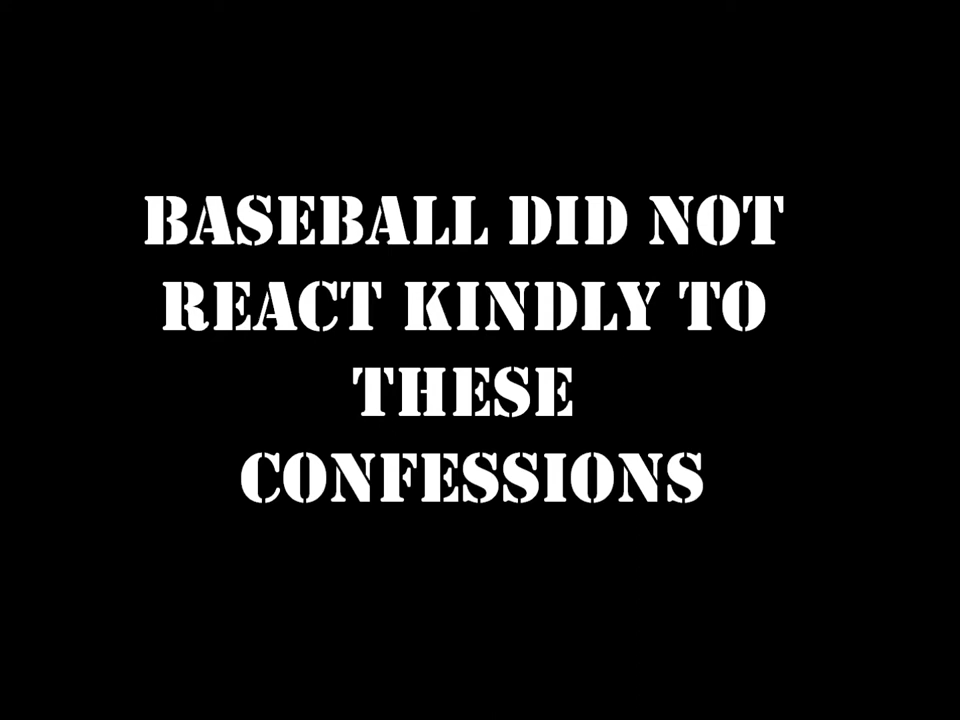 BASEBALL DID NOT
REACT KINDLY TO
THESE
CONFESSIONS